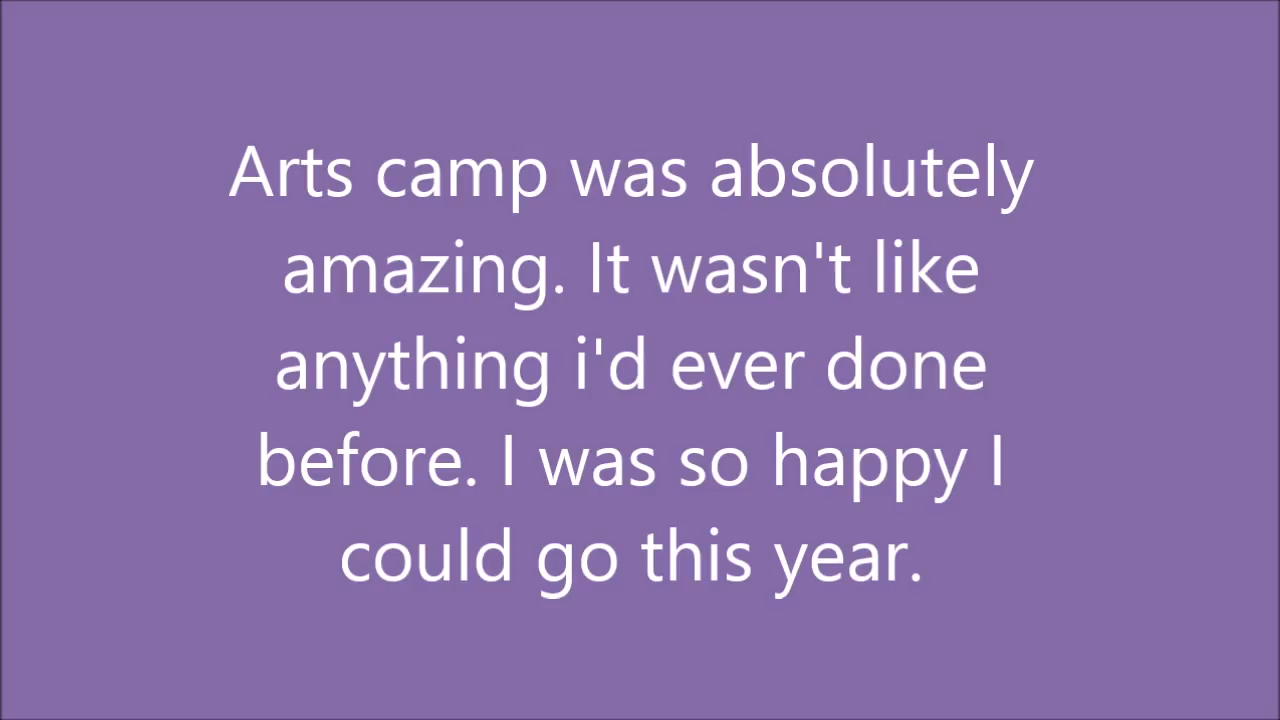 Arts camp was absolutely
amazing. It wasn't like
anything i'd ever done
before. I was so happy I
could go this year.